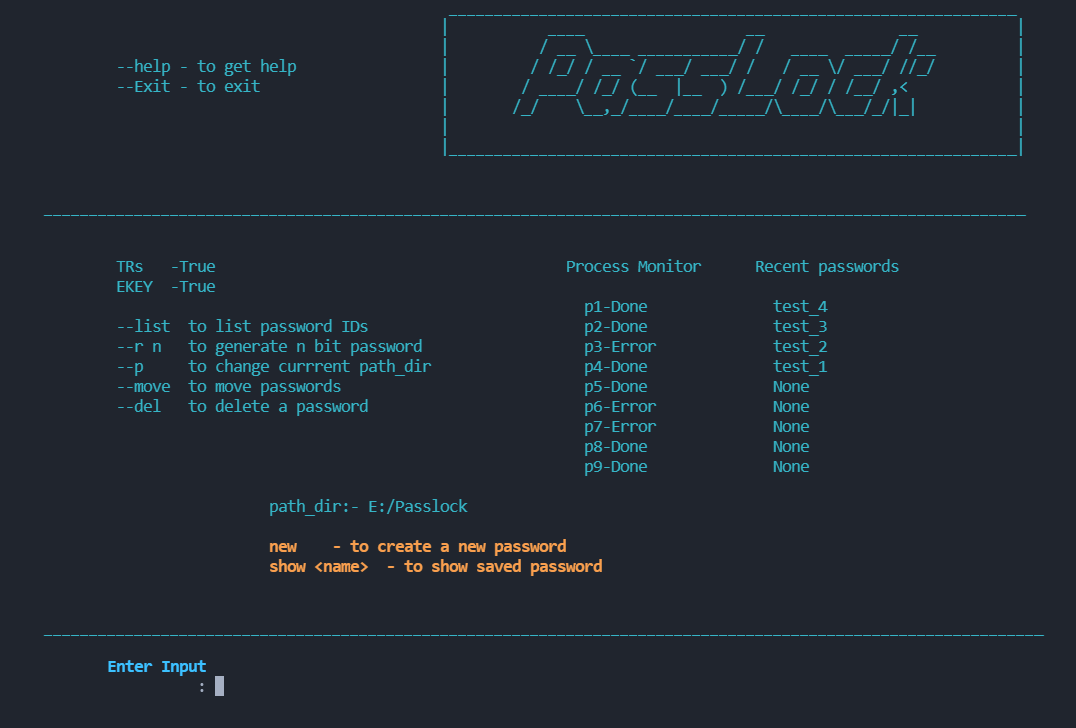 PassLock
--help - to get help
--Exit - to exit
TRs -True
EKEY -True
--list to list password IDs
--r n to generate n bit password
--p to change currrent path_dir
--move to move passwords
--del to delete a password
Process Monitor
p1-Done
p2-Done
p3-Error
p4-Done
p5-Done
p6-Error
p7-Error
p8-Done
p9-Done
Recent passwords
test_4
test_3
test_2
test_1
None
None
None
None
None
path_dir:- E:/Passlock
new - to create a new password
show <name> - to show saved password
Enter Input
: